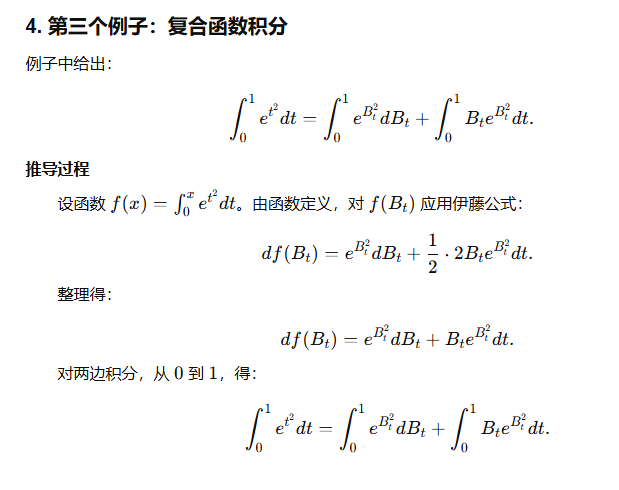 4. 第三个例子：复合函数积分
例子中给出：
$$\int_0^1 e^{t^2} dt = \int_0^1 e^{B_t^2} dB_t + \int_0^1 B_t e^{B_t^2} dt.$$
推导过程
设函数 $f(x) = \int_0^x e^{t^2} dt$。由函数定义，对 $f(B_t)$ 应用伊藤公式：
$$df(B_t) = e^{B_t^2} dB_t + \frac{1}{2} \cdot 2B_t e^{B_t^2} dt.$$
整理得：
$$df(B_t) = e^{B_t^2} dB_t + B_t e^{B_t^2} dt.$$
对两边积分，从 0 到 1，得：
$$\int_0^1 e^{t^2} dt = \int_0^1 e^{B_t^2} dB_t + \int_0^1 B_t e^{B_t^2} dt.$$